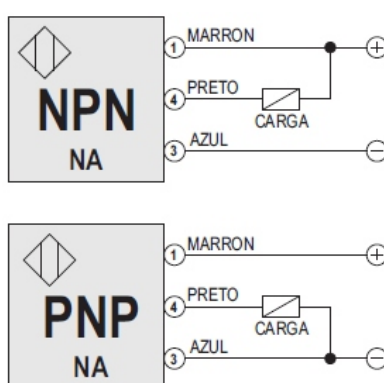 1 MARRON +
NPN
4 PRETO
CARGA
NA
3 AZUL −
1 MARRON +
PNP
4 PRETO
CARGA
NA
3 AZUL −